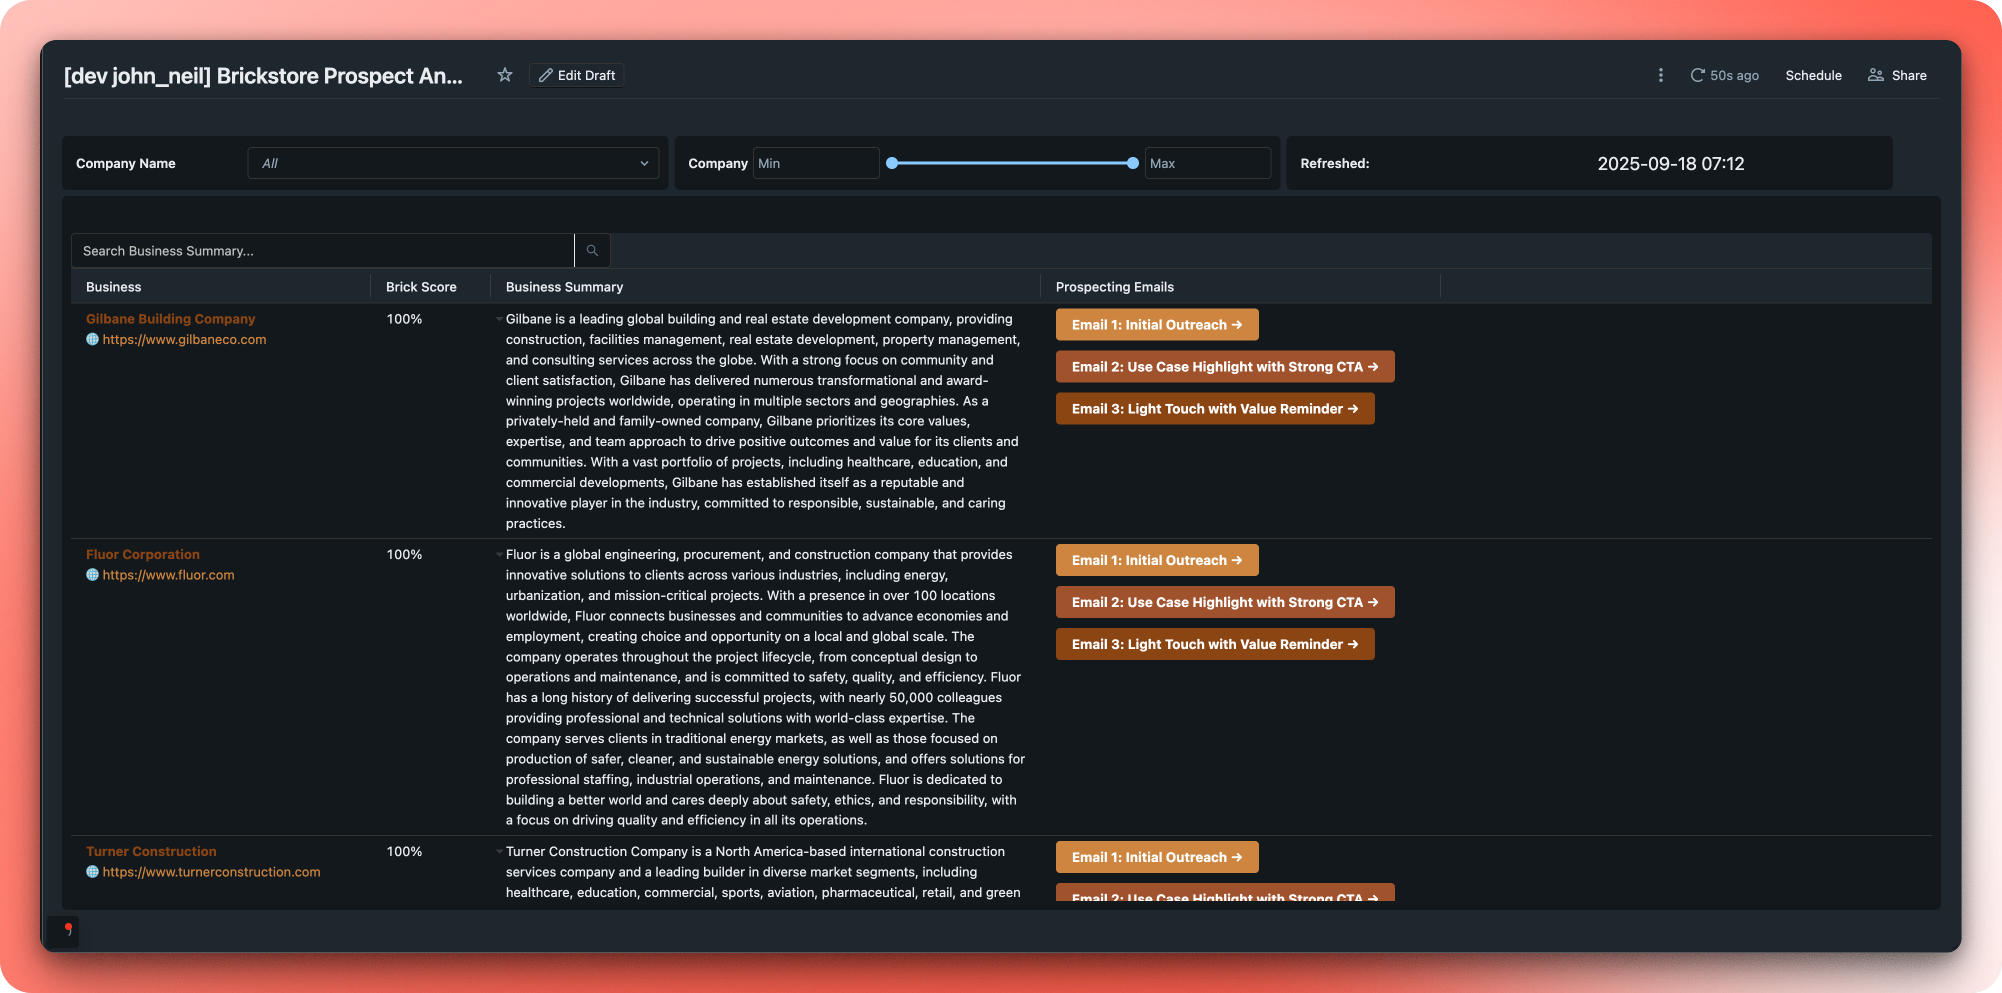 [dev john_neil] Brickstore Prospect An...
Edit Draft
50s ago
Schedule
Share
Company Name
All
Company
Min
Max
Refreshed:
2025-09-18 07:12
Search Business Summary...
Business
Brick Score
Business Summary
Prospecting Emails
Gilbane Building Company
https://www.gilbaneco.com
100%
Gilbane is a leading global building and real estate development company, providing
construction, facilities management, real estate development, property management,
and consulting services across the globe. With a strong focus on community and
client satisfaction, Gilbane has delivered numerous transformational and award-
winning projects worldwide, operating in multiple sectors and geographies. As a
privately-held and family-owned company, Gilbane prioritizes its core values,
expertise, and team approach to drive positive outcomes and value for its clients and
communities. With a vast portfolio of projects, including healthcare, education, and
commercial developments, Gilbane has established itself as a reputable and
innovative player in the industry, committed to responsible, sustainable, and caring
practices.
Email 1: Initial Outreach →
Email 2: Use Case Highlight with Strong CTA →
Email 3: Light Touch with Value Reminder →
Fluor Corporation
https://www.fluor.com
100%
Fluor is a global engineering, procurement, and construction company that provides
innovative solutions to clients across various industries, including energy,
urbanization, and mission-critical projects. With a presence in over 100 locations
worldwide, Fluor connects businesses and communities to advance economies and
employment, creating choice and opportunity on a local and global scale. The
company operates throughout the project lifecycle, from conceptual design to
operations and maintenance, and is committed to safety, quality, and efficiency. Fluor
has a long history of delivering successful projects, with nearly 50,000 colleagues
providing professional and technical solutions with world-class expertise. The
company serves clients in traditional energy markets, as well as those focused on
production of safer, cleaner, and sustainable energy solutions, and offers solutions for
professional staffing, industrial operations, and maintenance. Fluor is dedicated to
building a better world and cares deeply about safety, ethics, and responsibility, with
a focus on driving quality and efficiency in all its operations.
Email 1: Initial Outreach →
Email 2: Use Case Highlight with Strong CTA →
Email 3: Light Touch with Value Reminder →
Turner Construction
https://www.turnerconstruction.com
100%
Turner Construction Company is a North America-based international construction
services company and a leading builder in diverse market segments, including
healthcare, education, commercial, sports, aviation, pharmaceutical, retail, and green
Email 1: Initial Outreach →
Email 2: Use Case Highlight with Strong CTA →